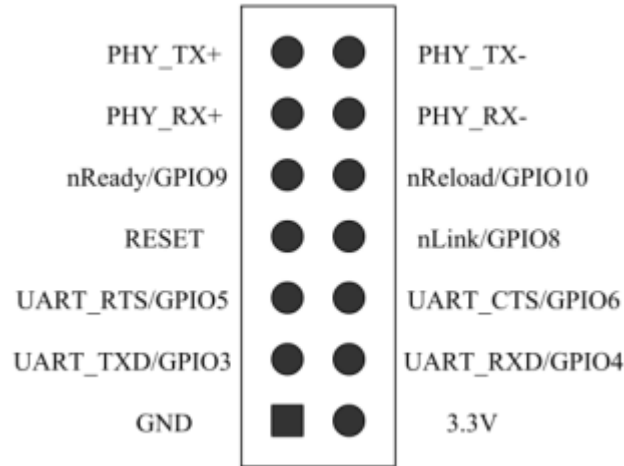 PHY_TX+ PHY_TX-
PHY_RX+ PHY_RX-
nReady/GPIO9 nReload/GPIO10
RESET nLink/GPIO8
UART_RTS/GPIO5 UART_CTS/GPIO6
UART_TXD/GPIO3 UART_RXD/GPIO4
GND 3.3V